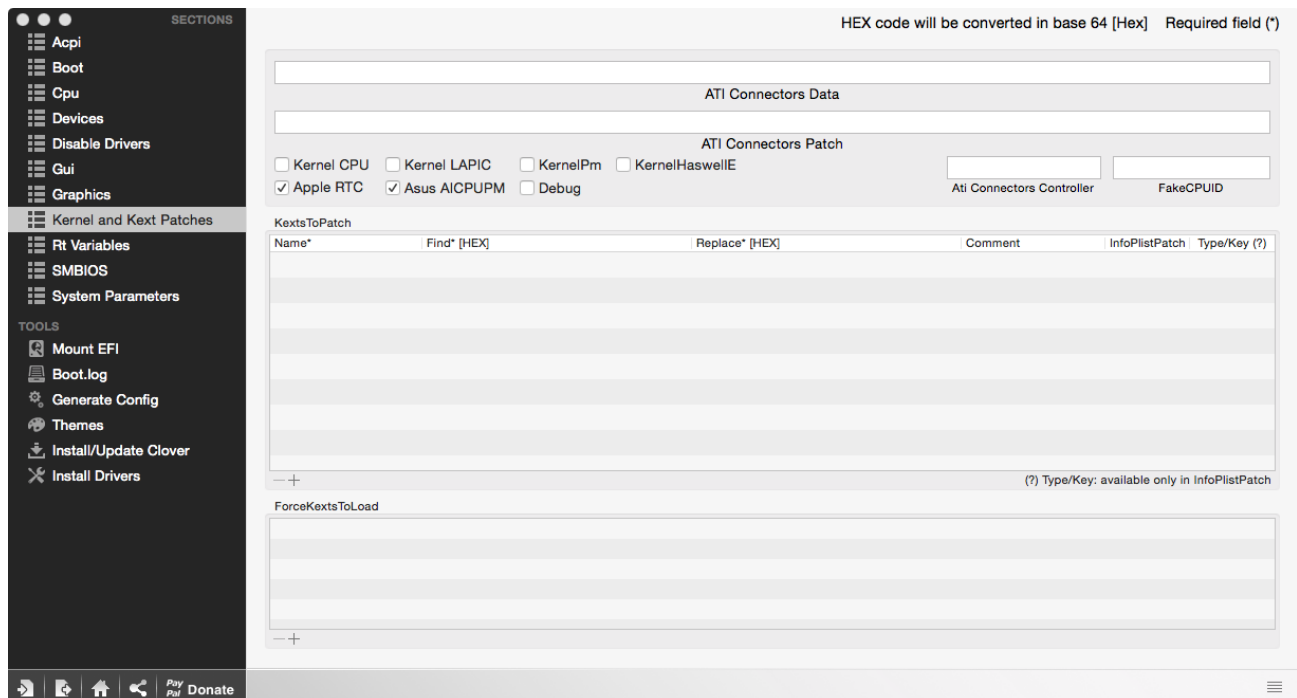 SECTIONS
Acpi
Boot
Cpu
Devices
Disable Drivers
Gui
Graphics
Kernel and Kext Patches
Rt Variables
SMBIOS
System Parameters
TOOLS
Mount EFI
Boot.log
Generate Config
Themes
Install/Update Clover
Install Drivers
Pay
Pal
Donate
HEX code will be converted in base 64 [Hex] Required field (*)
ATI Connectors Data
ATI Connectors Patch
Kernel CPU Kernel LAPIC KernelPm KernelHaswellE
Apple RTC Asus AICPUPM Debug
Ati Connectors Controller FakeCPUID
KextsToPatch
Name* Find* [HEX] Replace* [HEX] Comment InfoPlistPatch Type/Key (?)
(?) Type/Key: available only in InfoPlistPatch
ForceKextsToLoad